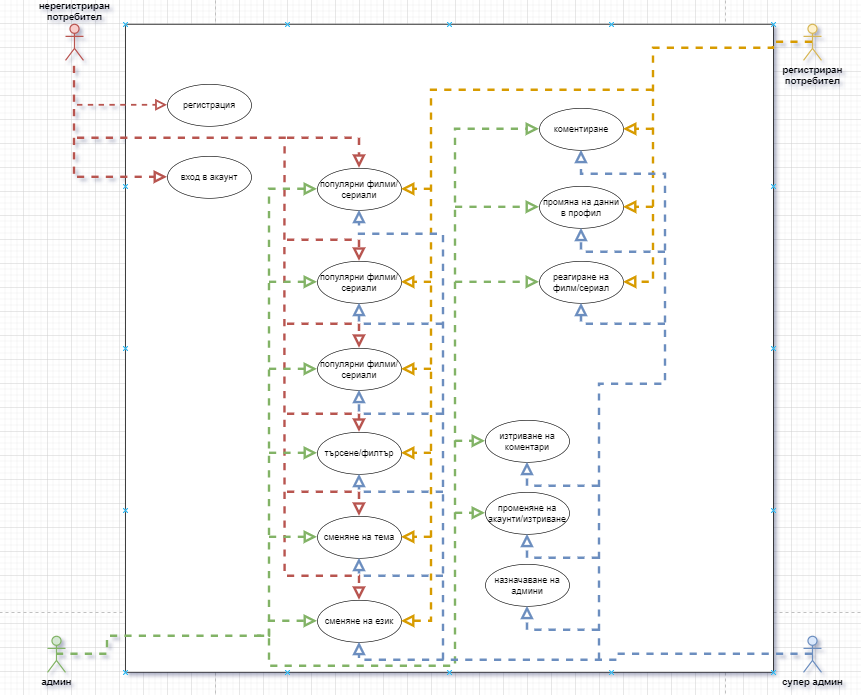 нерегистриран
потребител
регистриран
потребител
регистрация
вход в акаунт
популярни филми/
сериали
популярни филми/
сериали
популярни филми/
сериали
търсене/филтър
сменяне на тема
сменяне на език
коментиране
промяна на данни
в профил
реагиране на
филм/сериал
изтриване на
коментари
променяне на
акаунти/изтриване
назначаване на
админи
админ
супер админ